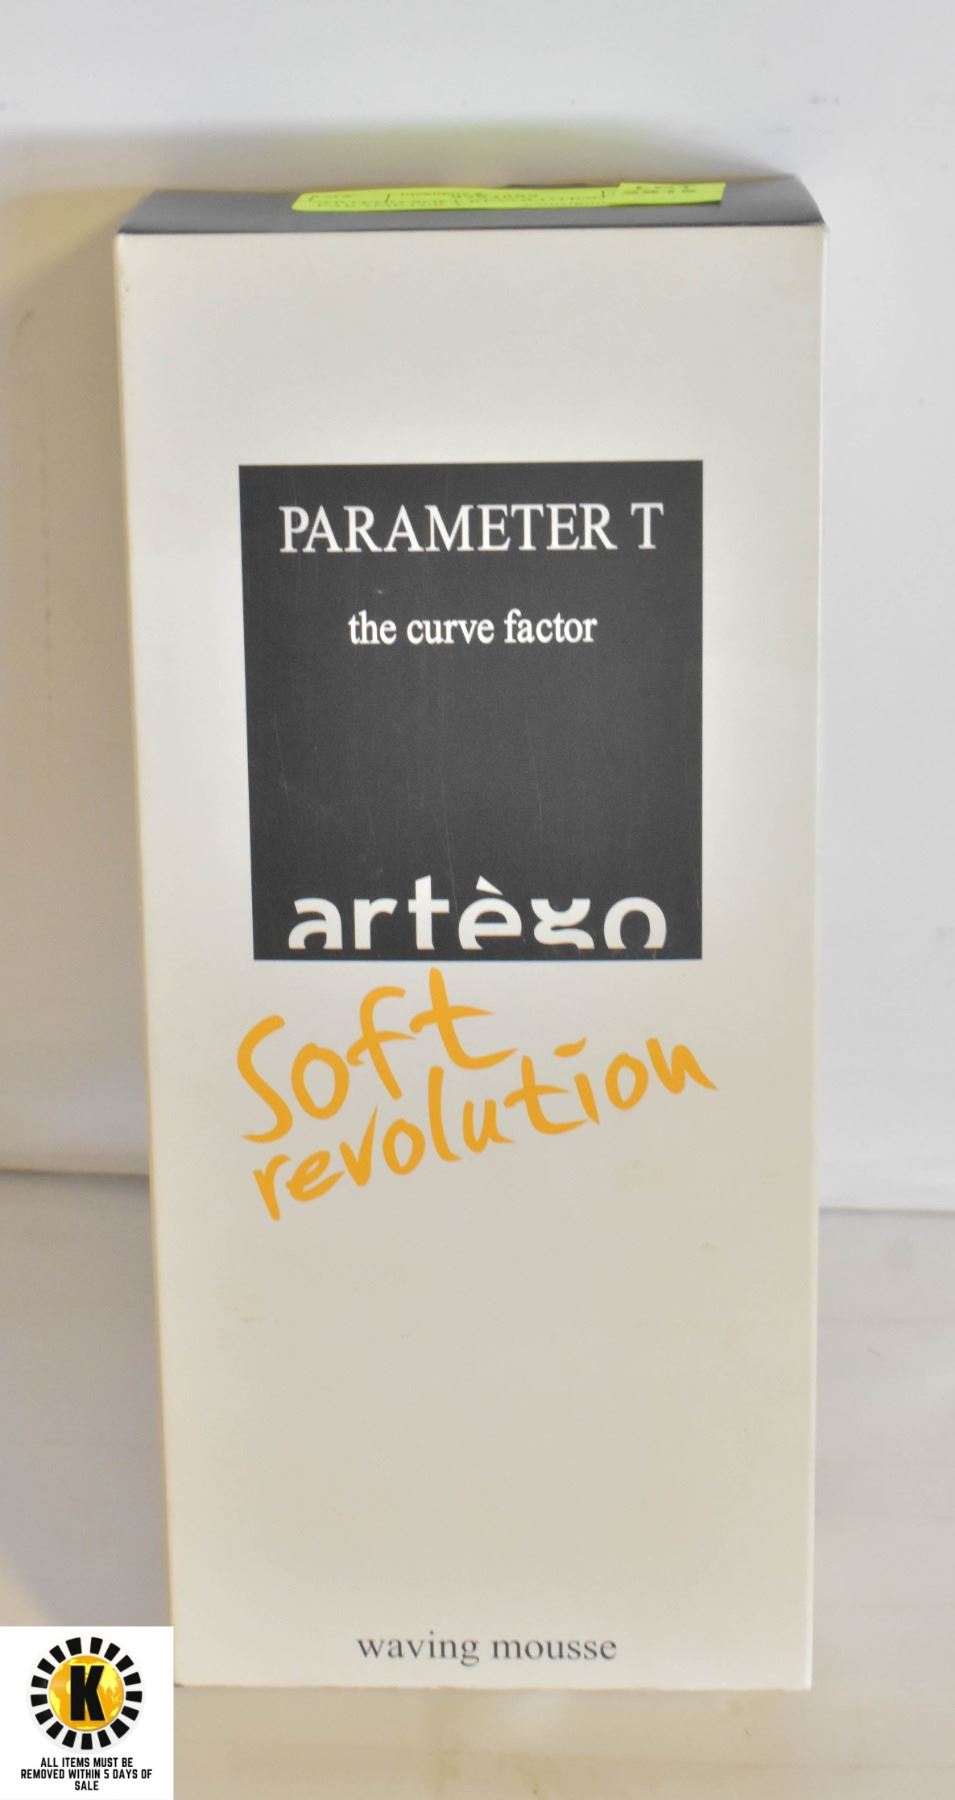 PARAMETER T
the curve factor
artègo
Soft
revolution
waving mousse
K
ALL ITEMS MUST BE
REMOVED WITHIN 5 DAYS OF
SALE